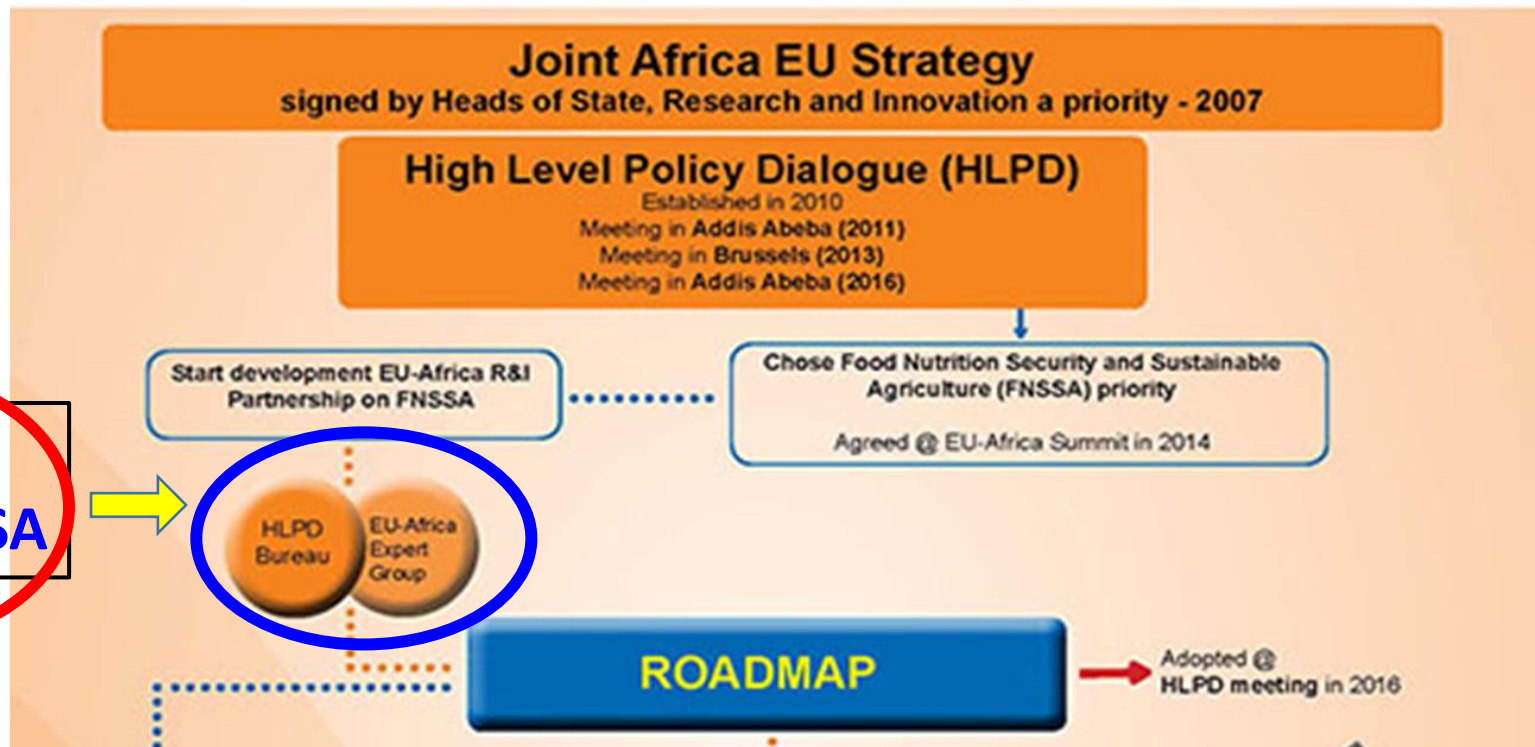 Joint Africa EU Strategy
signed by Heads of State, Research and Innovation a priority - 2007
High Level Policy Dialogue (HLPD)
Established in 2010
Meeting in Addis Abeba (2011)
Meeting in Brussels (2013)
Meeting in Addis Abeba (2016)
Start development EU-Africa R&I
Partnership on FNSSA
Chose Food Nutrition Security and Sustainable
Agriculture (FNSSA) priority
Agreed @ EU-Africa Summit in 2014
SA
HLPD
Bureau
EU-Africa
Expert
Group
ROADMAP
Adopted @
HLPD meeting in 2016